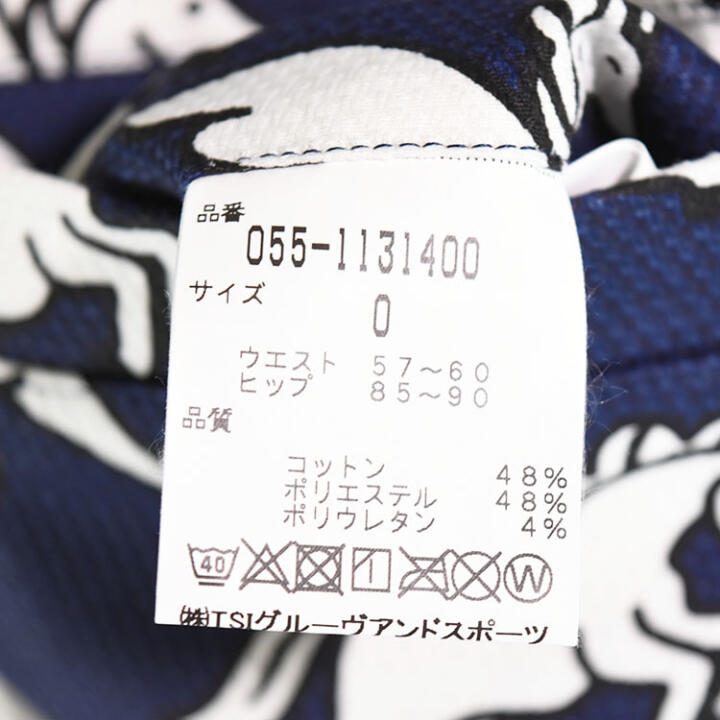 品番
055-1131400
サイズ
0
ウエスト 57～60
ヒップ 85～90
品質
コットン 48%
ポリエステル 48%
ポリウレタン 4%
40 W
㈱TSIグルーヴアンドスポーツ